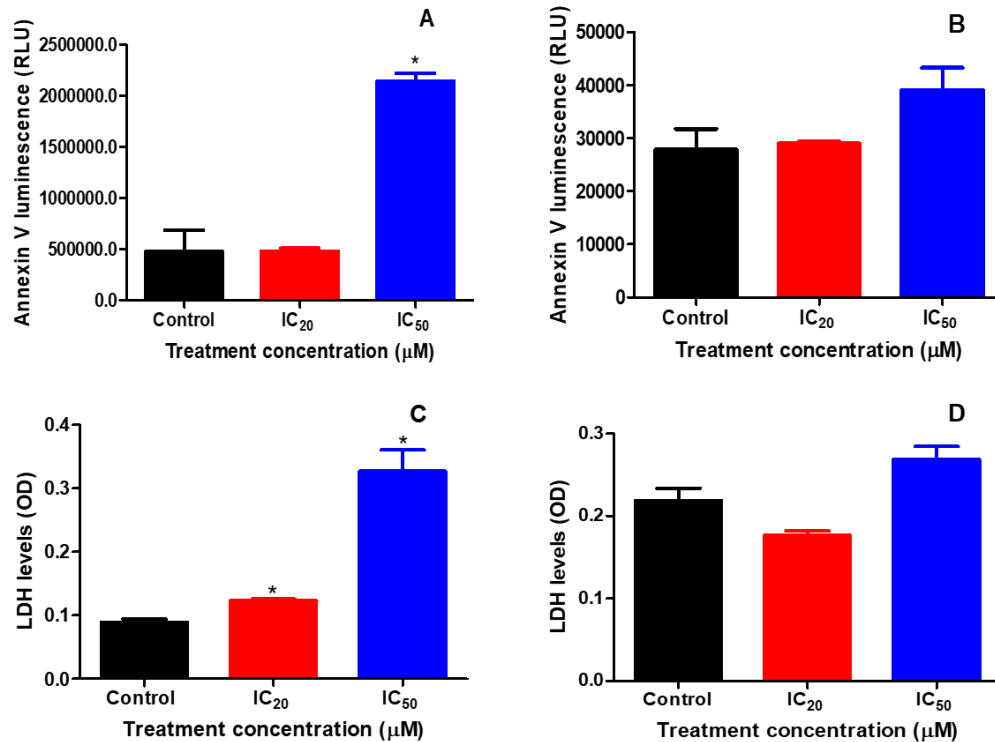 A
Annexin V luminescence (RLU)
2500000.0
2000000.0
1500000.0
1000000.0
500000.0
0.0
*
Control IC₂₀ IC₅₀
Treatment concentration (μM)
B
Annexin V luminescence (RLU)
50000
40000
30000
20000
10000
0
Control IC₂₀ IC₅₀
Treatment concentration (μM)
C
LDH levels (OD)
0.4
0.3
0.2
0.1
0.0
* *
Control IC₂₀ IC₅₀
Treatment concentration (μM)
D
LDH levels (OD)
0.3
0.2
0.1
0.0
Control IC₂₀ IC₅₀
Treatment concentration (μM)